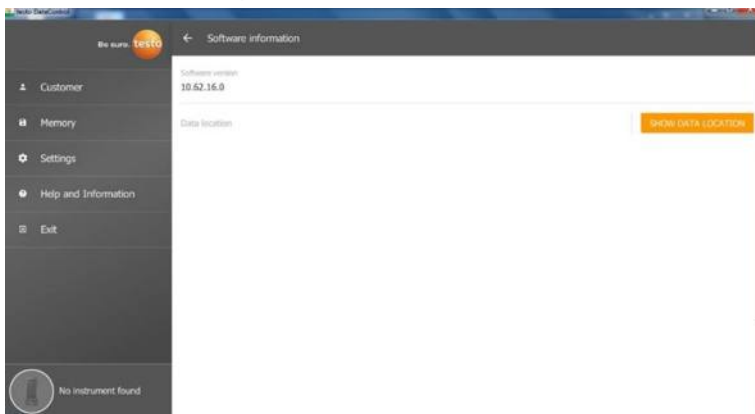 testo DataControl
Be sure. testo
← Software information
Customer
Memory
Settings
Help and Information
Exit
No instrument found
Software version
10.62.16.0
Data location
SHOW DATA LOCATION